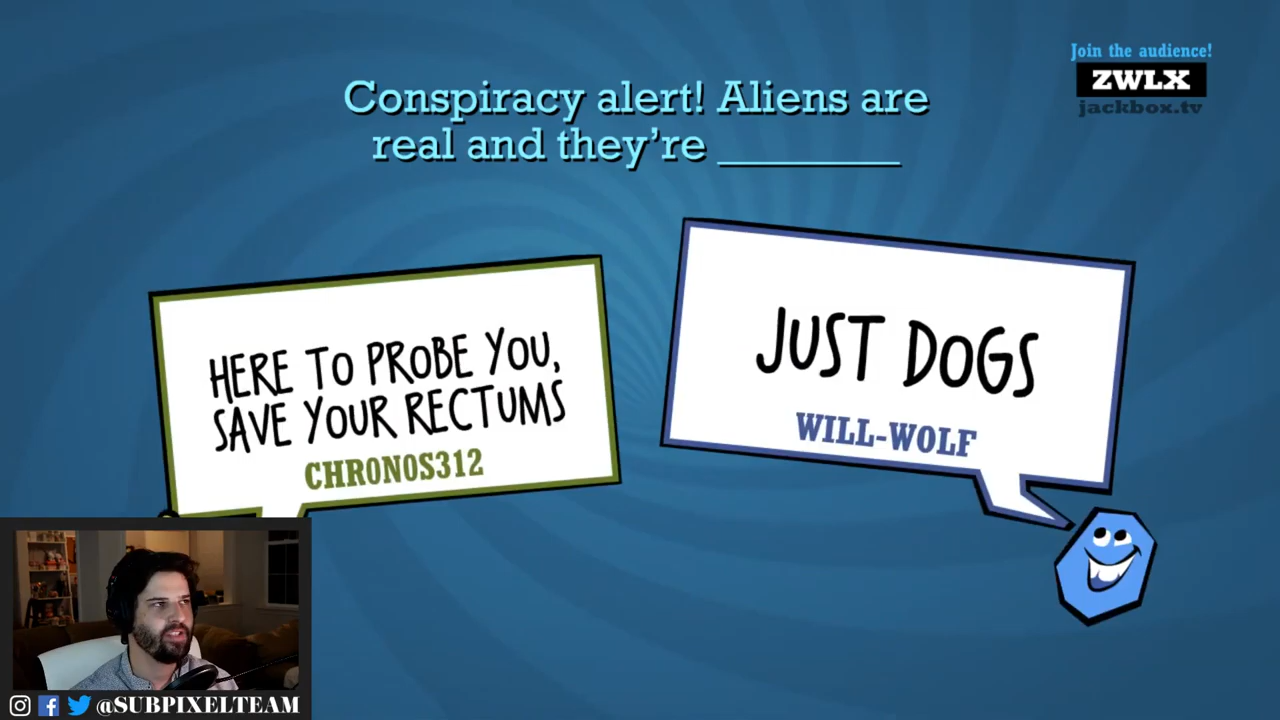 Join the audience!
ZWLX
jackbox.tv
Conspiracy alert! Aliens are
real and they're ________
HERE TO PROBE YOU,
SAVE YOUR RECTUMS
CHRONOS312
JUST DOGS
WILL-WOLF
@SUBPIXELTEAM